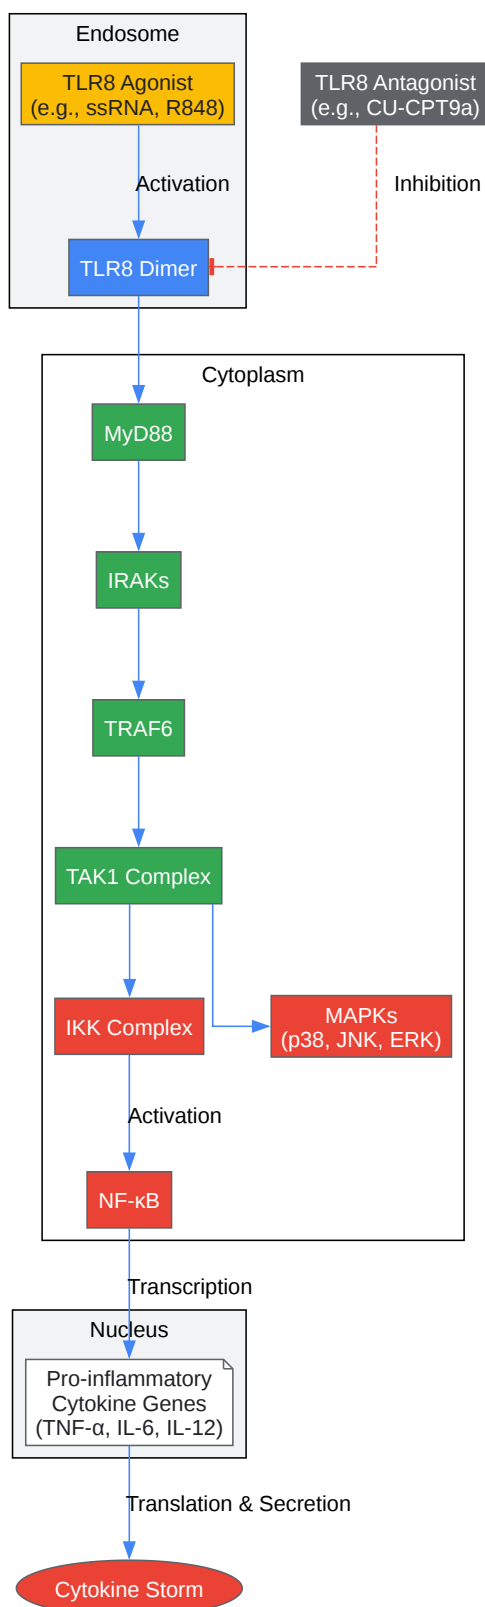 Endosome
TLR8 Agonist
(e.g., ssRNA, R848)
TLR8 Antagonist
(e.g., CU-CPT9a)
Activation
Inhibition
TLR8 Dimer
Cytoplasm
MyD88
IRAKs
TRAF6
TAK1 Complex
IKK Complex
MAPKs
(p38, JNK, ERK)
Activation
NF-κB
Transcription
Nucleus
Pro-inflammatory
Cytokine Genes
(TNF-α, IL-6, IL-12)
Translation & Secretion
Cytokine Storm